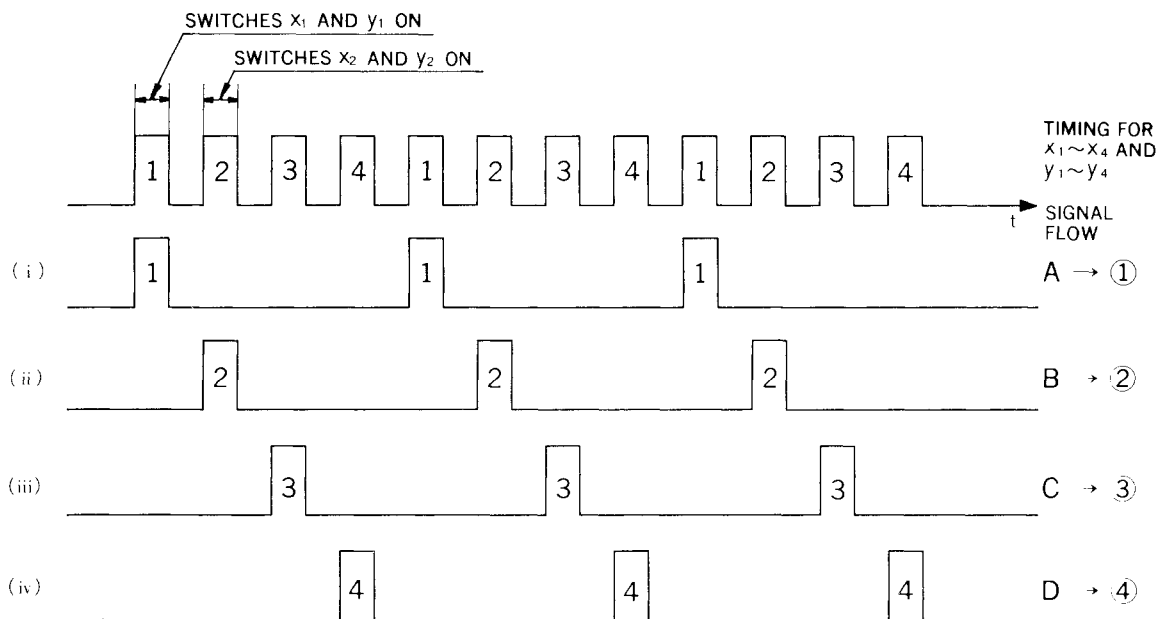 SWITCHES x₁ AND y₁ ON
SWITCHES x₂ AND y₂ ON
1 2 3 4 1 2 3 4 1 2 3 4
TIMING FOR
x₁~x₄ AND
y₁~y₄
t
SIGNAL
FLOW
(i) 1 1 1 A → ①
(ii) 2 2 2 B → ②
(iii) 3 3 3 C → ③
(iv) 4 4 4 D → ④